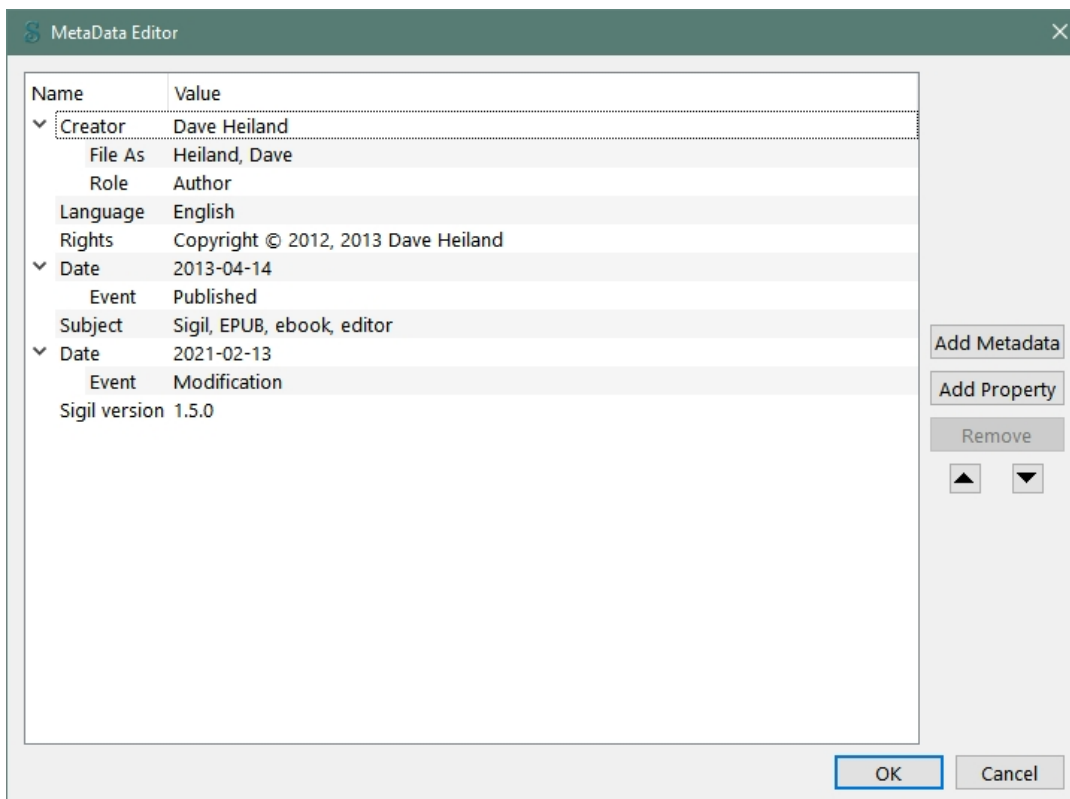 MetaData Editor
Name Value
Creator Dave Heiland
File As Heiland, Dave
Role Author
Language English
Rights Copyright © 2012, 2013 Dave Heiland
Date 2013-04-14
Event Published
Subject Sigil, EPUB, ebook, editor
Date 2021-02-13
Event Modification
Sigil version 1.5.0
Add Metadata
Add Property
Remove
OK Cancel